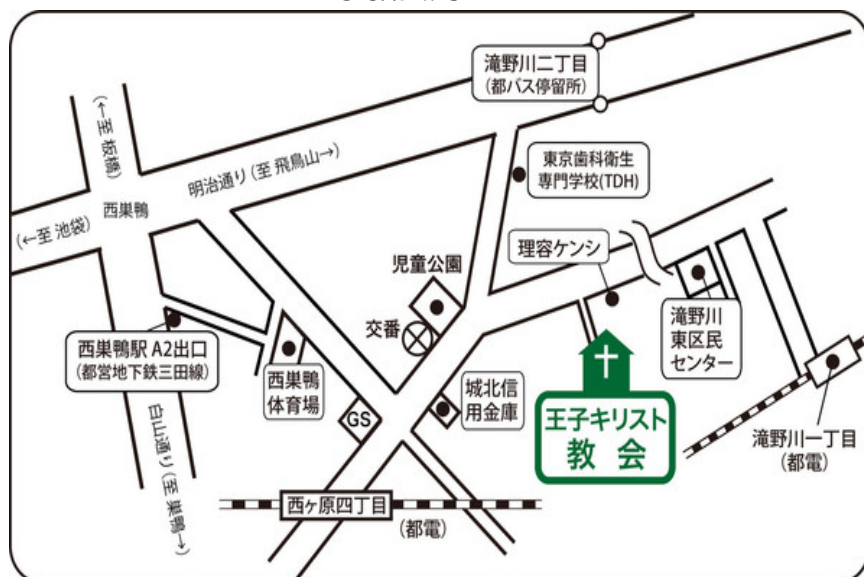 滝野川二丁目
(都バス停留所)
(←至 板橋)
明治通り (至 飛鳥山→)
東京歯科衛生
専門学校(TDH)
西巣鴨
(←至 池袋)
理容ケンシ
児童公園
交番
滝野川
東区民
センター
西巣鴨駅 A2出口
(都営地下鉄三田線)
西巣鴨
体育場
GS
城北信
用金庫
王子キリスト
教会
滝野川一丁目
(都電)
白山通り (至 巣鴨→)
西ヶ原四丁目
(都電)